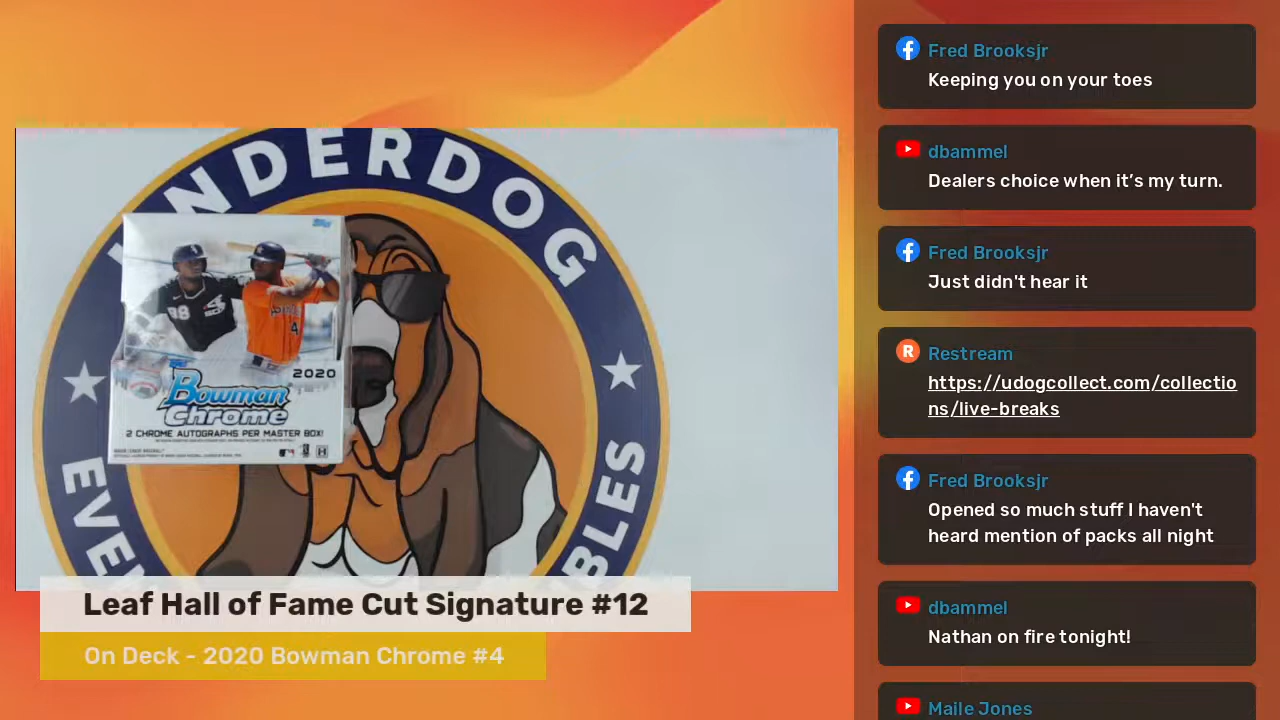 UNDERDOG
EVE
BLES
98
SOX
4
2020
Bowman
Chrome
2 CHROME AUTOGRAPHS PER MASTER BOX!
Leaf Hall of Fame Cut Signature #12
On Deck - 2020 Bowman Chrome #4
Fred Brooksjr
Keeping you on your toes
dbammel
Dealers choice when it’s my turn.
Fred Brooksjr
Just didn't hear it
R
Restream
https://udogcollect.com/collectio
ns/live-breaks
Fred Brooksjr
Opened so much stuff I haven't
heard mention of packs all night
dbammel
Nathan on fire tonight!
Maile Jones